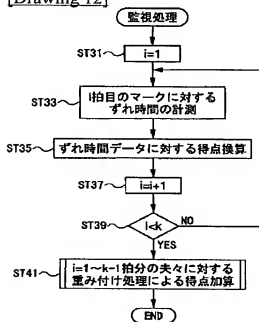 [Drawing 12]
監視処理
ST31
i=1
ST33
i拍目のマークに対する
ずれ時間の計測
ST35
ずれ時間データに対する得点換算
ST37
i=i+1
ST39
i<k
NO
YES
ST41
i=1～k-1拍分の夫々に対する
重み付け処理による得点加算
END